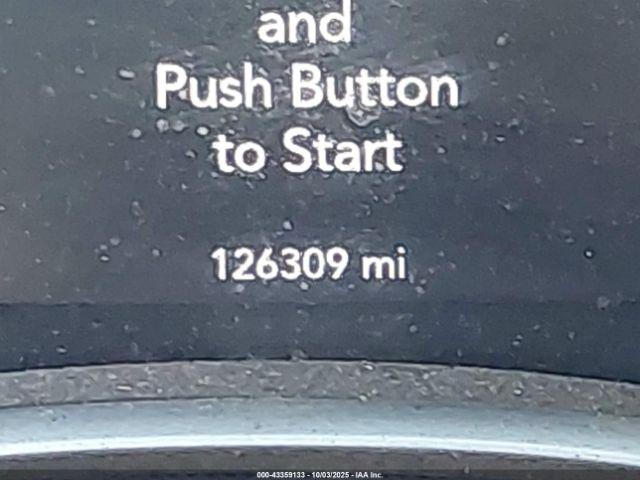 and
Push Button
to Start
126309 mi
000-43359133 - 10/03/2025 - IAA Inc.